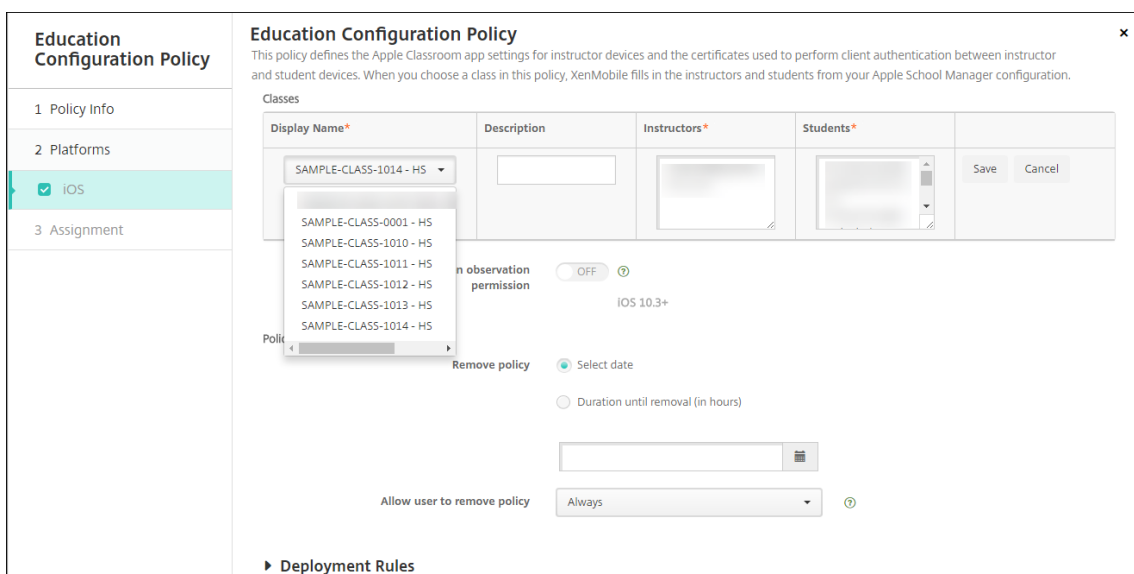 Education
Configuration Policy
1 Policy Info
2 Platforms
iOS
3 Assignment
Education Configuration Policy
×
This policy defines the Apple Classroom app settings for instructor devices and the certificates used to perform client authentication between instructor
and student devices. When you choose a class in this policy, XenMobile fills in the instructors and students from your Apple School Manager configuration.
Classes
Display Name* Description Instructors* Students*
SAMPLE-CLASS-1014 - HS Save Cancel
SAMPLE-CLASS-0001 - HS
SAMPLE-CLASS-1010 - HS
SAMPLE-CLASS-1011 - HS
SAMPLE-CLASS-1012 - HS
SAMPLE-CLASS-1013 - HS
SAMPLE-CLASS-1014 - HS
observation
permission
OFF ?
iOS 10.3+
Remove policy
Select date
Duration until removal (in hours)
Allow user to remove policy Always ?
Deployment Rules